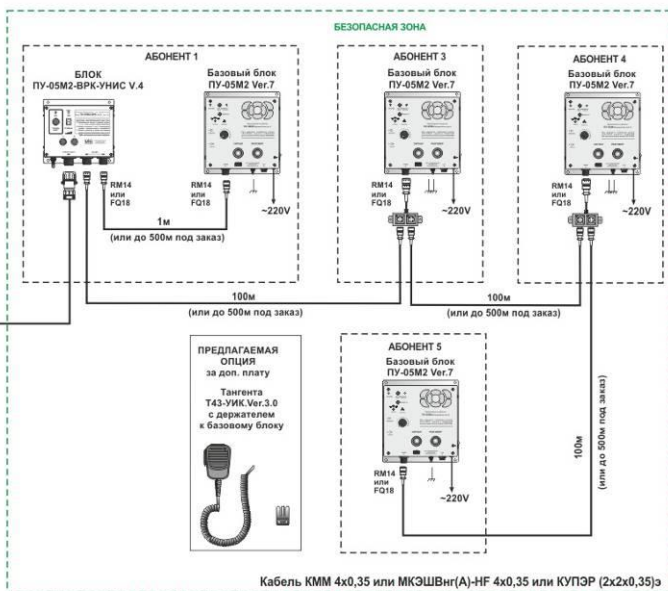 БЕЗОПАСНАЯ ЗОНА
АБОНЕНТ 1
БЛОК
ПУ-05М2-ВРК-УНИС V.4
Базовый блок
ПУ-05М2 Ver.7
RM14
или
FQ18
RM14
или
FQ18
~220V
1м
(или до 500м под заказ)
АБОНЕНТ 3
Базовый блок
ПУ-05М2 Ver.7
RM14
или
FQ18
~220V
АБОНЕНТ 4
Базовый блок
ПУ-05М2 Ver.7
RM14
или
FQ18
~220V
100м
(или до 500м под заказ)
100м
(или до 500м под заказ)
ПРЕДЛАГАЕМАЯ
ОПЦИЯ
за доп. плату
Тангента
Т43-УИК.Ver.3.0
с держателем
к базовому блоку
АБОНЕНТ 5
Базовый блок
ПУ-05М2 Ver.7
RM14
или
FQ18
~220V
100м
(или до 500м под заказ)
Кабель КММ 4х0,35 или МКЭШВнг(А)-HF 4х0,35 или КУПЭР (2х2х0,35)э